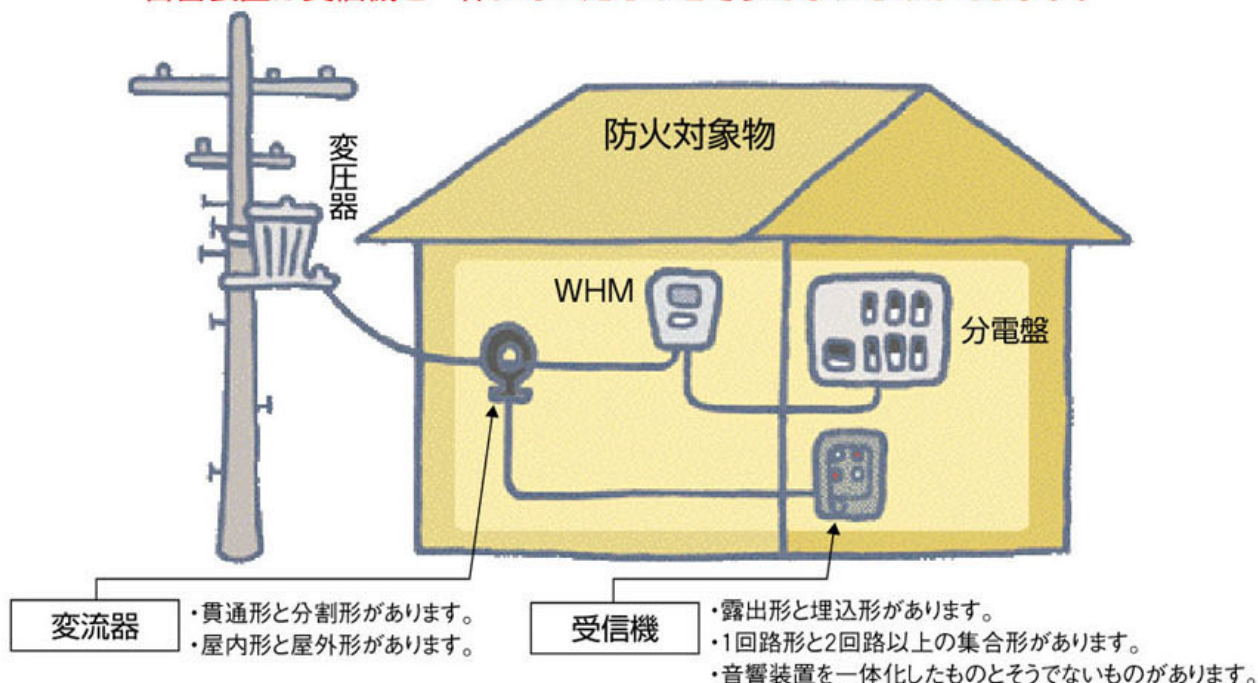 変圧器
防火対象物
WHM
分電盤
変流器
・貫通形と分割形があります。
・屋内形と屋外形があります。
受信機
・露出形と埋込形があります。
・1回路形と2回路以上の集合形があります。
・音響装置を一体化したものとそうでないものがあります。